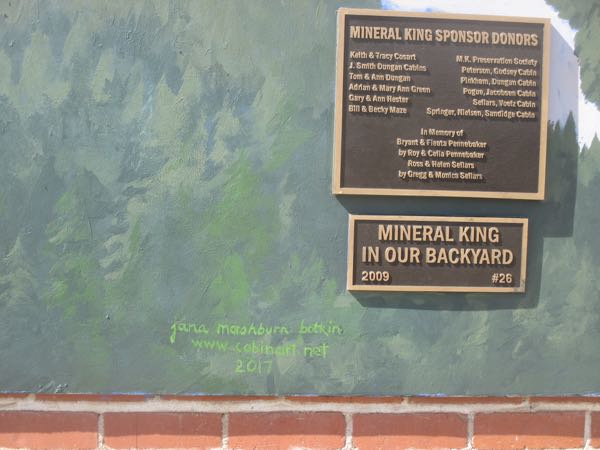 MINERAL KING SPONSOR DONORS
Keith & Tracy Cosart
J. Smith Dungan Cabins
Tom & Ann Dungan
Adrian & Mary Ann Green
Gary & Ann Hester
Bill & Becky Maze
M.K. Preservation Society
Peterson, Godsey Cabin
Pinkham, Dungan Cabin
Pogue, Jacobsen Cabin
Sellars, Voetz Cabin
Springer, Nielsen, Sandidge Cabin
In Memory of
Bryant & Fleeta Pennebaker
by Roy & Celia Pennebaker
Ross & Helen Sellars
by Gregg & Monica Sellars
MINERAL KING
IN OUR BACKYARD
2009 #26
jana marshburn botkin
www.cabinart.net
2017